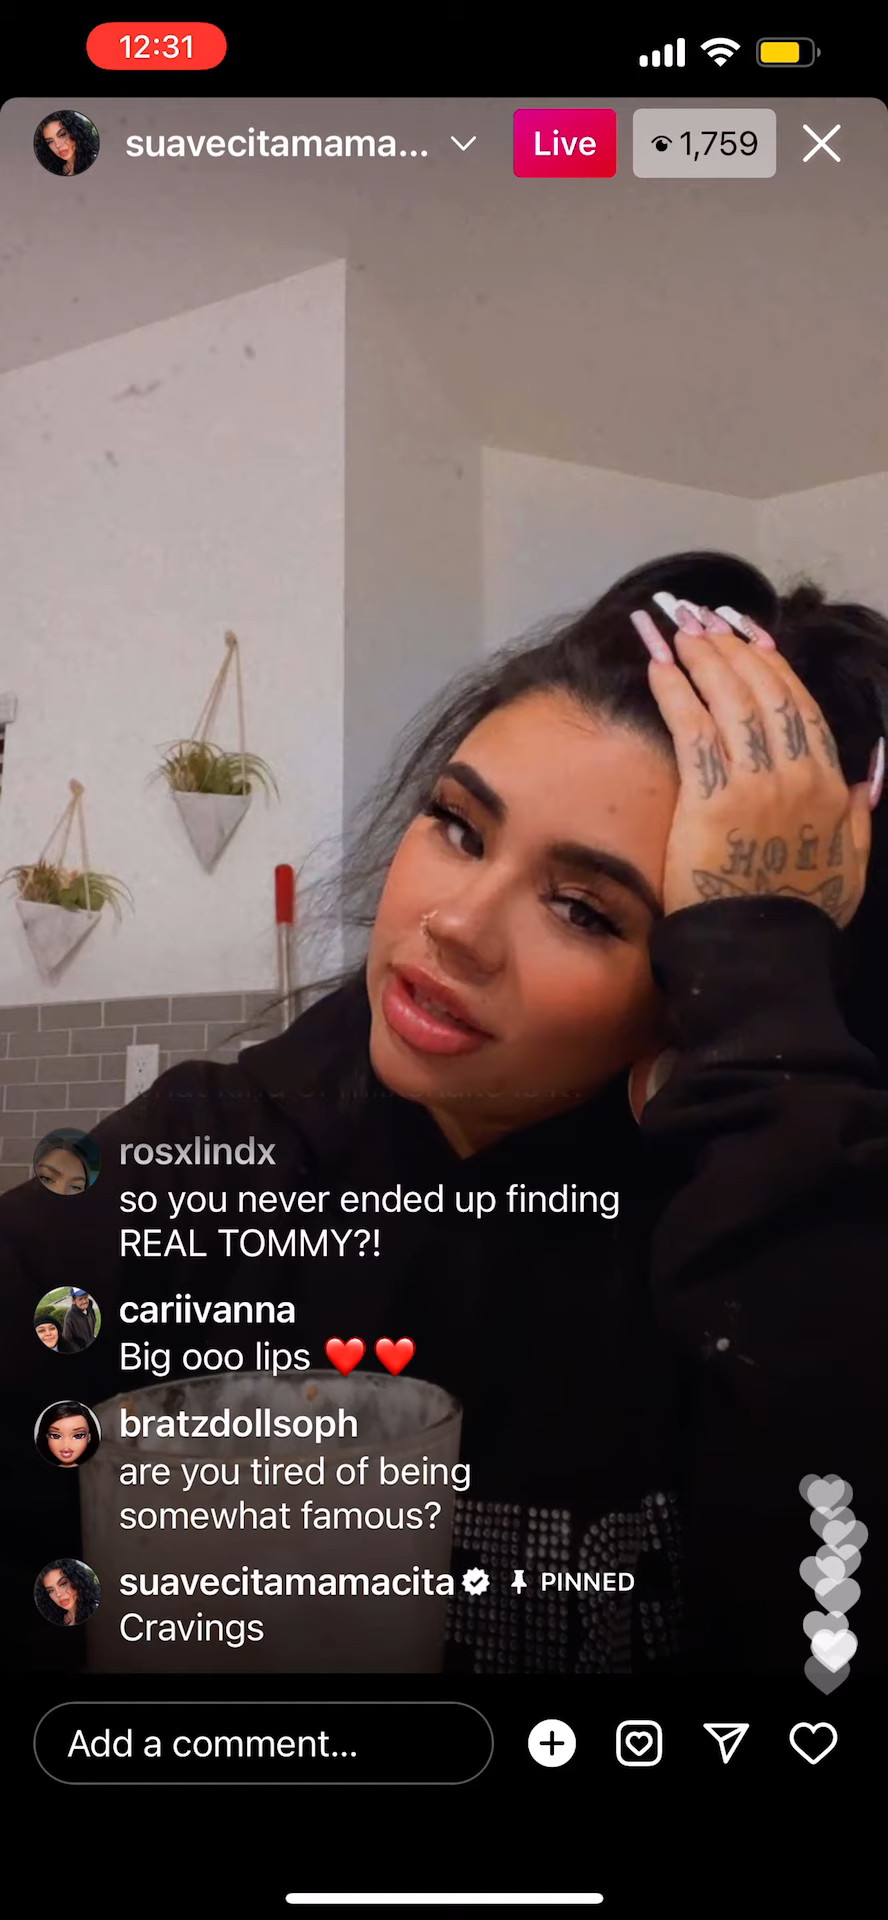 12:31
suavecitamama...
Live
1,759
rosxlindx
so you never ended up finding
REAL TOMMY?!
cariivanna
Big ooo lips ❤️❤️
bratzdollsoph
are you tired of being
somewhat famous?
suavecitamamacita PINNED
Cravings
Add a comment...